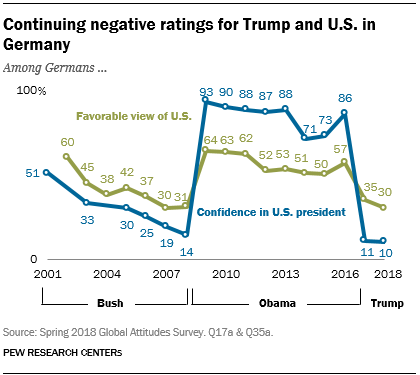 Continuing negative ratings for Trump and U.S. in
Germany
Among Germans ...
100%
93 90 88 87 88 71 73 86
Favorable view of U.S.
60 45 38 42 37 30 31 64 63 62 52 53 51 50 57 35 30
51 33 30 25 19 14
Confidence in U.S. president
11 10
0
2001 2004 2007 2010 2013 2016 2018
Bush Obama Trump
Source: Spring 2018 Global Attitudes Survey. Q17a & Q35a.
PEW RESEARCH CENTERs